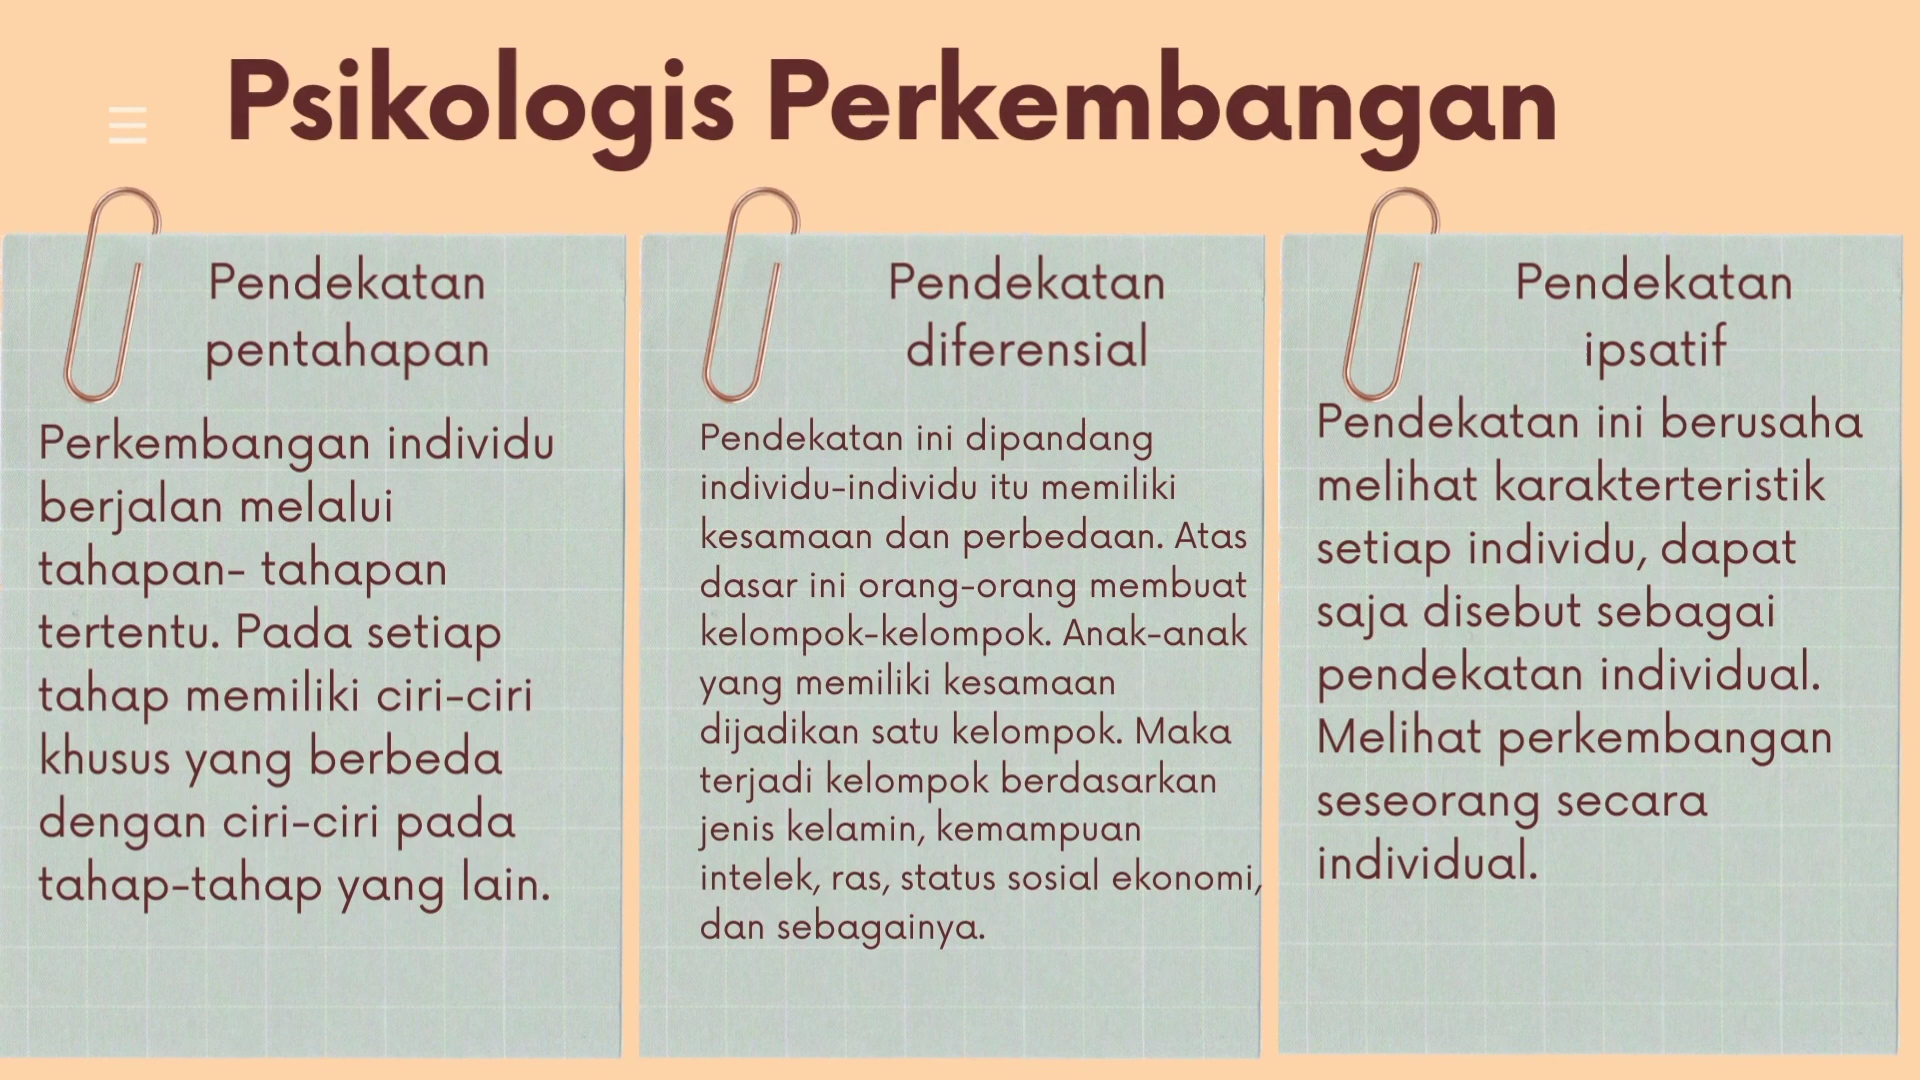 Psikologis Perkembangan
Pendekatan
pentahapan
Perkembangan individu
berjalan melalui
tahapan- tahapan
tertentu. Pada setiap
tahap memiliki ciri-ciri
khusus yang berbeda
dengan ciri-ciri pada
tahap-tahap yang lain.
Pendekatan
diferensial
Pendekatan ini dipandang
individu-individu itu memiliki
kesamaan dan perbedaan. Atas
dasar ini orang-orang membuat
kelompok-kelompok. Anak-anak
yang memiliki kesamaan
dijadikan satu kelompok. Maka
terjadi kelompok berdasarkan
jenis kelamin, kemampuan
intelek, ras, status sosial ekonomi,
dan sebagainya.
Pendekatan
ipsatif
Pendekatan ini berusaha
melihat karakterteristik
setiap individu, dapat
saja disebut sebagai
pendekatan individual.
Melihat perkembangan
seseorang secara
individual.